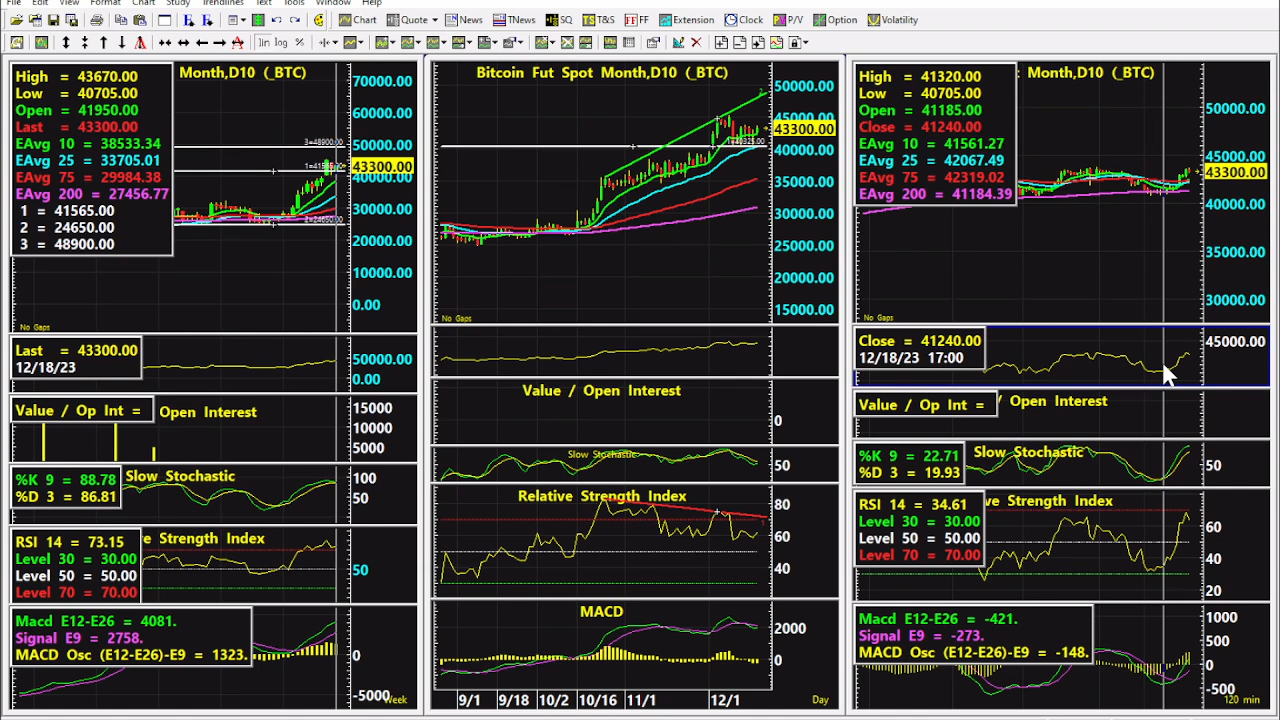 File Edit View Format Chart Study Trendlines Text Tools Window Help
Chart Quote News TNews SQ T&S FF Extension Clock P/V Option Volatility
lin log %
High = 43670.00
Low = 40705.00
Open = 41950.00
Last = 43300.00
EAvg 10 = 38533.34
EAvg 25 = 33705.01
EAvg 75 = 29984.38
EAvg 200 = 27456.77
1 = 41565.00
2 = 24650.00
3 = 48900.00
Month,D10 (_BTC)
3=48900.00
2=24650.00
70000.00
60000.00
50000.00
43300.00
40000.00
30000.00
20000.00
10000.00
0.00
No Gaps
Last = 43300.00
12/18/23
50000.00
0.00
Value / Op Int =
Open Interest
15000
10000
5000
%K 9 = 88.78
%D 3 = 86.81
Slow Stochastic
100
50
RSI 14 = 73.15
Level 30 = 30.00
Level 50 = 50.00
Level 70 = 70.00
ve Strength Index
50
Macd E12-E26 = 4081.
Signal E9 = 2758.
MACD Osc (E12-E26)-E9 = 1323.
0
-5000
Week
Bitcoin Fut Spot Month,D10 (_BTC)
2
50000.00
45000.00
43300.00
40000.00
35000.00
30000.00
25000.00
20000.00
15000.00
No Gaps
Value / Open Interest
0
Slow Stochastic
50
Relative Strength Index
1
80
60
40
MACD
2000
0
9/1 9/18 10/2 10/16 11/1 12/1
Day
High = 41320.00
Low = 40705.00
Open = 41185.00
Close = 41240.00
EAvg 10 = 41561.27
EAvg 25 = 42067.49
EAvg 75 = 42319.02
EAvg 200 = 41184.39
t Month,D10 (_BTC)
50000.00
45000.00
43300.00
40000.00
35000.00
30000.00
No Gaps
Close = 41240.00
12/18/23 17:00
45000.00
Value / Op Int =
/ Open Interest
%K 9 = 22.71
%D 3 = 19.93
Slow Stochastic
50
RSI 14 = 34.61
Level 30 = 30.00
Level 50 = 50.00
Level 70 = 70.00
ve Strength Index
60
40
20
Macd E12-E26 = -421.
Signal E9 = -273.
MACD Osc (E12-E26)-E9 = -148.
1000
500
0
-500
120 min